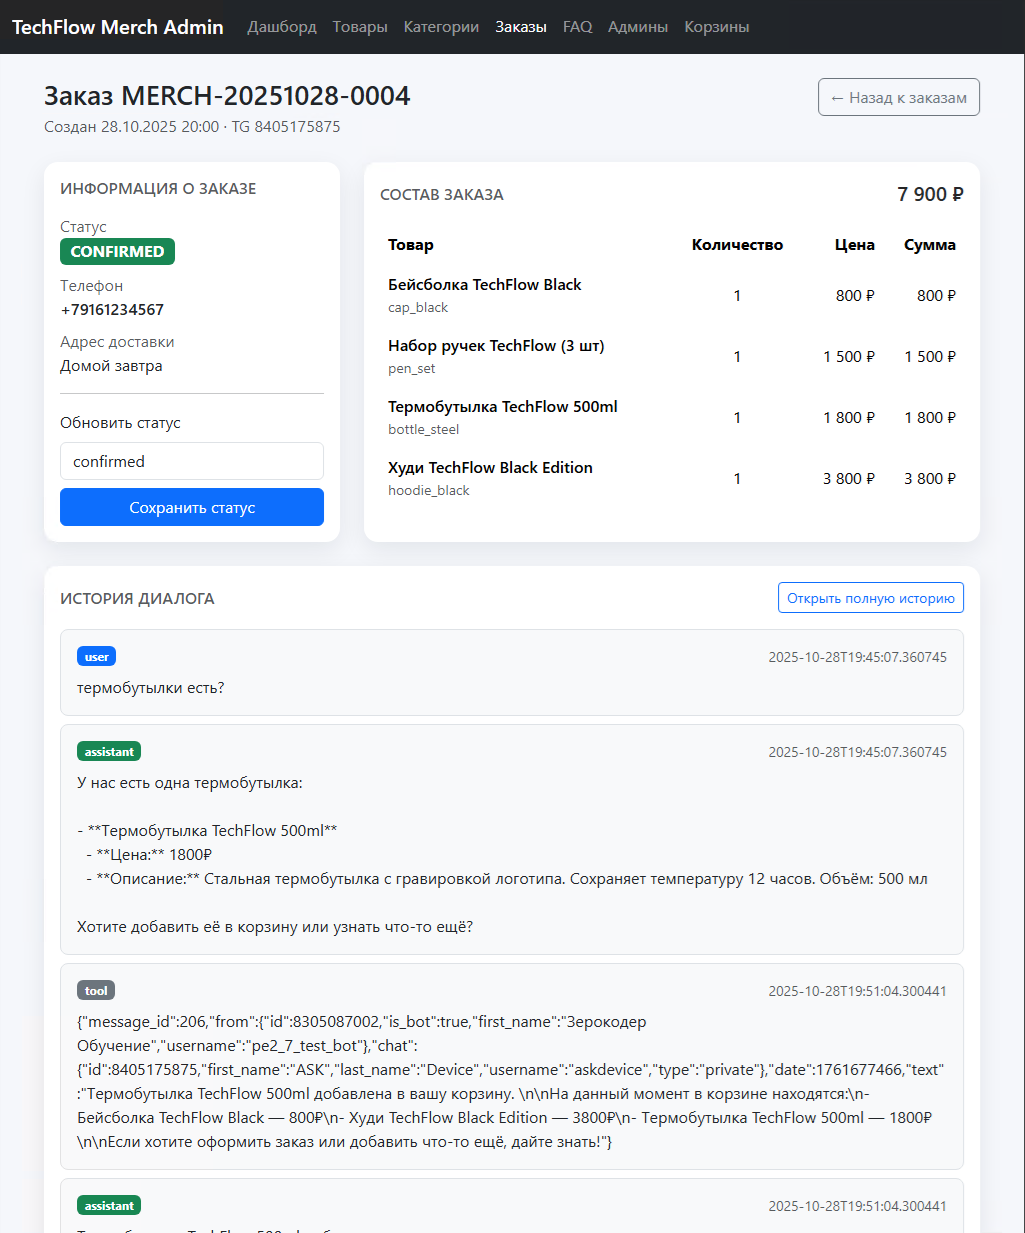 TechFlow Merch Admin Дашборд Товары Категории Заказы FAQ Админы Корзины
Заказ MERCH-20251028-0004
← Назад к заказам
Создан 28.10.2025 20:00 · TG 8405175875
ИНФОРМАЦИЯ О ЗАКАЗЕ
Статус
CONFIRMED
Телефон
+79161234567
Адрес доставки
Домой завтра
Обновить статус
confirmed
Сохранить статус
СОСТАВ ЗАКАЗА 7 900 ₽
Товар Количество Цена Сумма
Бейсболка TechFlow Black
cap_black
1 800 ₽ 800 ₽
Набор ручек TechFlow (3 шт)
pen_set
1 1 500 ₽ 1 500 ₽
Термобутылка TechFlow 500ml
bottle_steel
1 1 800 ₽ 1 800 ₽
Худи TechFlow Black Edition
hoodie_black
1 3 800 ₽ 3 800 ₽
ИСТОРИЯ ДИАЛОГА
Открыть полную историю
user 2025-10-28T19:45:07.360745
термобутылки есть?
assistant 2025-10-28T19:45:07.360745
У нас есть одна термобутылка:
- **Термобутылка TechFlow 500ml**
- **Цена:** 1800₽
- **Описание:** Стальная термобутылка с гравировкой логотипа. Сохраняет температуру 12 часов. Объём: 500 мл
Хотите добавить её в корзину или узнать что-то ещё?
tool 2025-10-28T19:51:04.300441
{"message_id":206,"from":{"id":8305087002,"is_bot":true,"first_name":"Зерокодер
Обучение","username":"pe2_7_test_bot"},"chat":
{"id":8405175875,"first_name":"ASK","last_name":"Device","username":"askdevice","type":"private"},"date":1761677466,"text"
:"Термобутылка TechFlow 500ml добавлена в вашу корзину. \n\nНа данный момент в корзине находятся:\n-
Бейсболка TechFlow Black — 800₽\n- Худи TechFlow Black Edition — 3800₽\n- Термобутылка TechFlow 500ml — 1800₽
\n\nЕсли хотите оформить заказ или добавить что-то ещё, дайте знать!"}
assistant 2025-10-28T19:51:04.300441